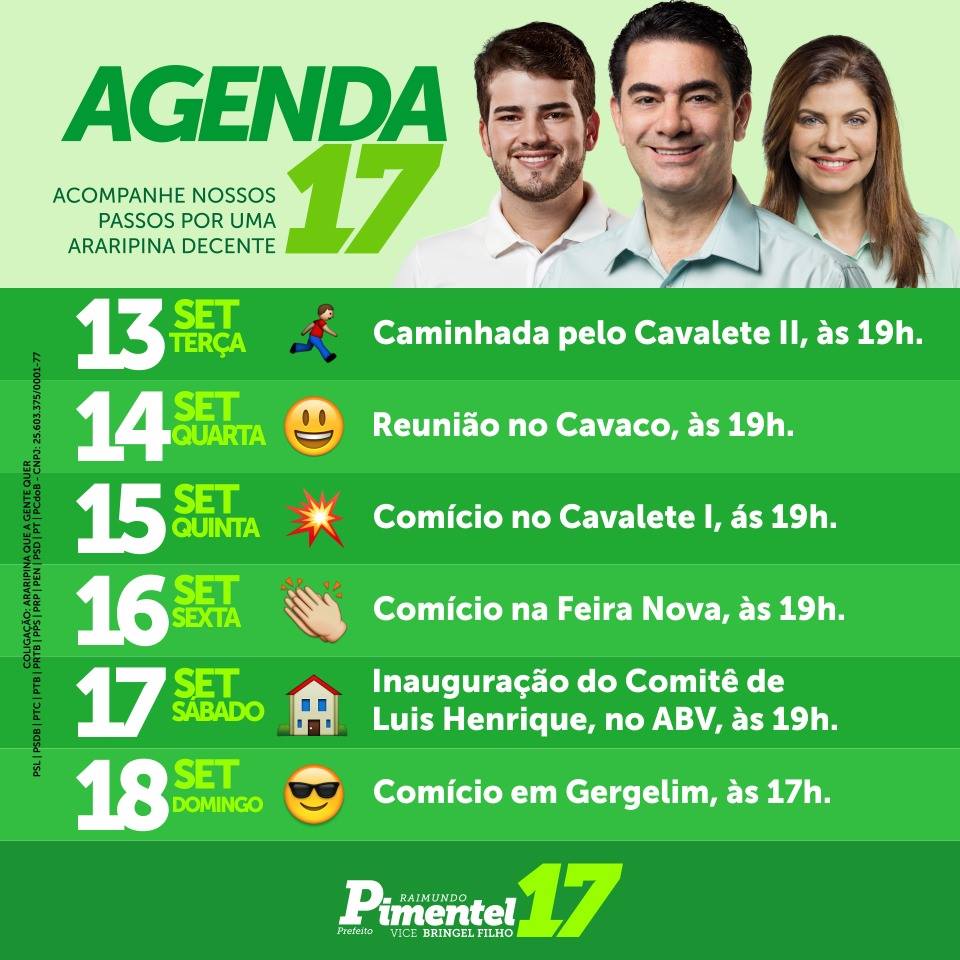 AGENDA
17
ACOMPANHE NOSSOS
PASSOS POR UMA
ARARIPINA DECENTE
13 SET TERÇA Caminhada pelo Cavalete II, às 19h.
14 SET QUARTA Reunião no Cavaco, às 19h.
15 SET QUINTA Comício no Cavalete I, ás 19h.
16 SET SEXTA Comício na Feira Nova, às 19h.
17 SET SÁBADO Inauguração do Comitê de
Luis Henrique, no ABV, às 19h.
18 SET DOMINGO Comício em Gergelim, às 17h.
COLIGAÇÃO: ARARIPINA QUE A GENTE QUER
PSL | PSDB | PTC | PTB | PRTB | PPS | PRP | PEN | PSD | PT | PCdoB - CNPJ: 25.603.375/0001-77
RAIMUNDO
Pimentel 17
Prefeito VICE BRINGEL FILHO